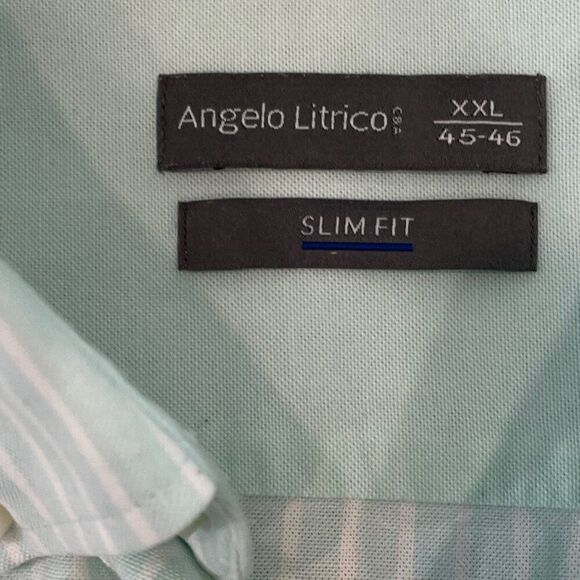 Angelo Litrico C&A
XXL
45-46
SLIM FIT